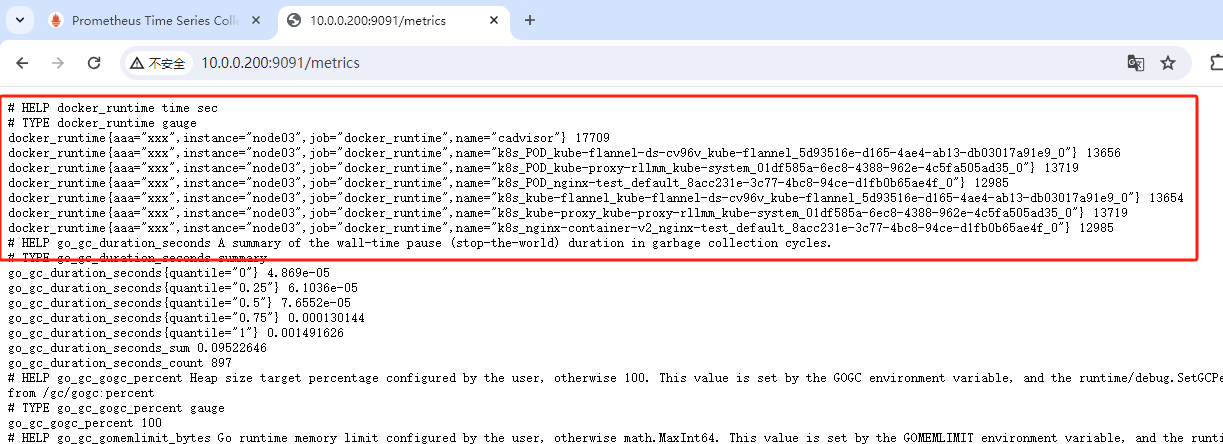 Prometheus Time Series Colle
10.0.0.200:9091/metrics
不安全
10.0.0.200:9091/metrics
# HELP docker_runtime time sec
# TYPE docker_runtime gauge
docker_runtime{aaa="xxx",instance="node03",job="docker_runtime",name="cadvisor"} 17709
docker_runtime{aaa="xxx",instance="node03",job="docker_runtime",name="k8s_POD_kube-flannel-ds-cv96v_kube-flannel_5d93516e-d165-4ae4-ab13-db03017a91e9_0"} 13656
docker_runtime{aaa="xxx",instance="node03",job="docker_runtime",name="k8s_POD_kube-proxy-rllmm_kube-system_01df585a-6ec8-4388-962e-4c5fa505ad35_0"} 13719
docker_runtime{aaa="xxx",instance="node03",job="docker_runtime",name="k8s_POD_nginx-test_default_8acc231e-3c77-4bc8-94ce-d1fb0b65ae4f_0"} 12985
docker_runtime{aaa="xxx",instance="node03",job="docker_runtime",name="k8s_kube-flannel_kube-flannel-ds-cv96v_kube-flannel_5d93516e-d165-4ae4-ab13-db03017a91e9_0"} 13654
docker_runtime{aaa="xxx",instance="node03",job="docker_runtime",name="k8s_kube-proxy_kube-proxy-rllmm_kube-system_01df585a-6ec8-4388-962e-4c5fa505ad35_0"} 13719
docker_runtime{aaa="xxx",instance="node03",job="docker_runtime",name="k8s_nginx-container-v2_nginx-test_default_8acc231e-3c77-4bc8-94ce-d1fb0b65ae4f_0"} 12985
# HELP go_gc_duration_seconds A summary of the wall-time pause (stop-the-world) duration in garbage collection cycles.
# TYPE go_gc_duration_seconds summary
go_gc_duration_seconds{quantile="0"} 4.869e-05
go_gc_duration_seconds{quantile="0.25"} 6.1036e-05
go_gc_duration_seconds{quantile="0.5"} 7.6552e-05
go_gc_duration_seconds{quantile="0.75"} 0.000130144
go_gc_duration_seconds{quantile="1"} 0.001491626
go_gc_duration_seconds_sum 0.09522646
go_gc_duration_seconds_count 897
# HELP go_gc_gogc_percent Heap size target percentage configured by the user, otherwise 100. This value is set by the GOGC environment variable, and the runtime/debug.SetGCPe
from /gc/gogc:percent
# TYPE go_gc_gogc_percent gauge
go_gc_gogc_percent 100
# HELP go_gc_gomemlimit_bytes Go runtime memory limit configured by the user, otherwise math.MaxInt64. This value is set by the GOMEMLIMIT environment variable, and the runti